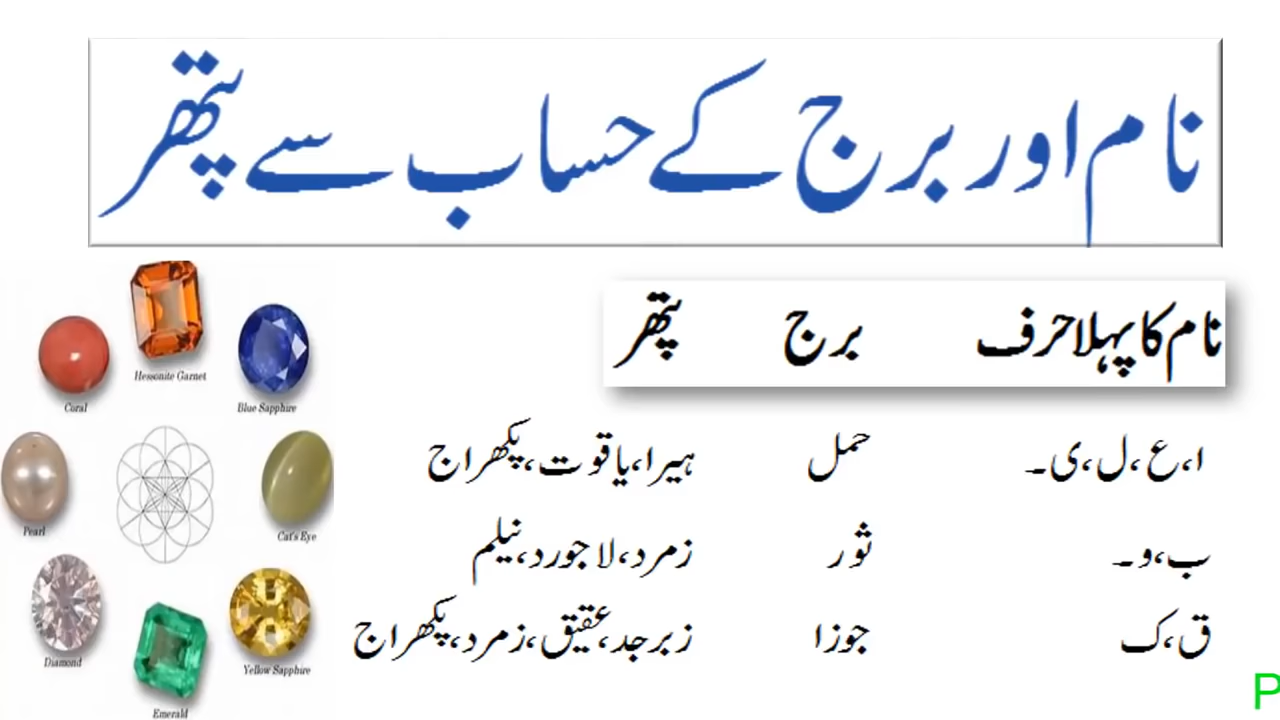 نام اور برج کے حساب سے پتھر
نام کا پہلا حرف برج پتھر
ا،ع،ل،ی۔ حمل ہیرا،یاقوت،پکھراج
ب،و۔ ثور زمرد،لاجورد،نیلم
ق،ک جوزا زبرجد،عقیق،زمرد،پکھراج
Hessonite Garnet
Coral
Blue Sapphire
Pearl
Cat's Eye
Diamond
Yellow Sapphire
Emerald
P